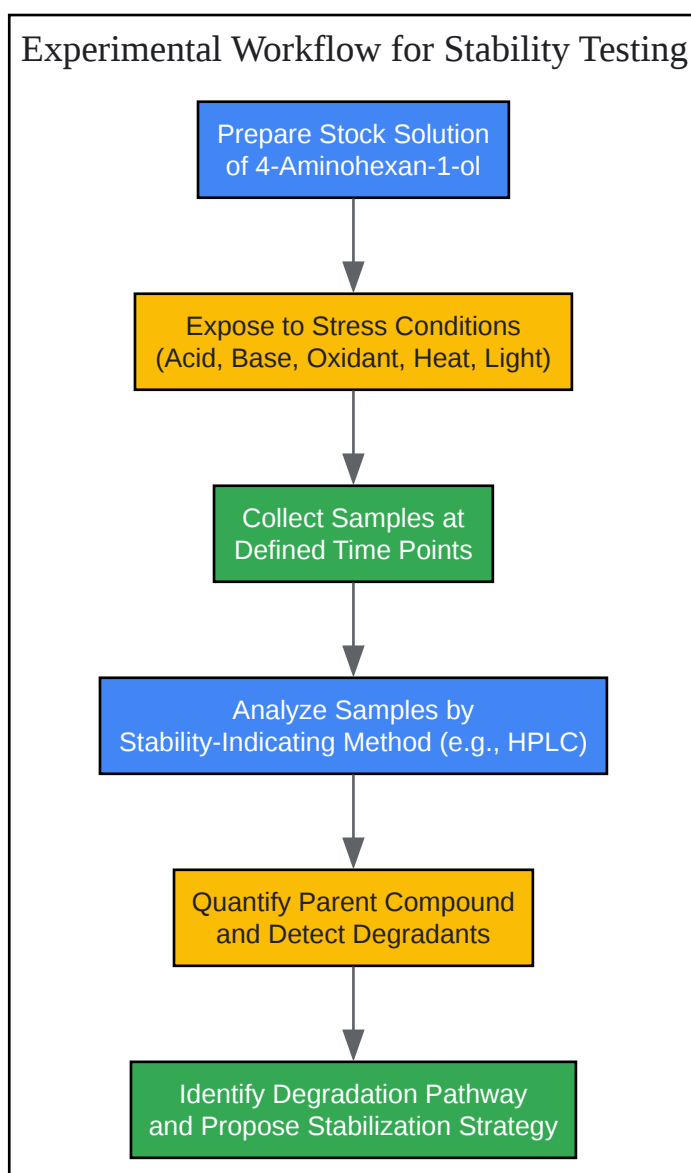 Experimental Workflow for Stability Testing
Prepare Stock Solution
of 4-Aminohexan-1-ol
Expose to Stress Conditions
(Acid, Base, Oxidant, Heat, Light)
Collect Samples at
Defined Time Points
Analyze Samples by
Stability-Indicating Method (e.g., HPLC)
Quantify Parent Compound
and Detect Degradants
Identify Degradation Pathway
and Propose Stabilization Strategy